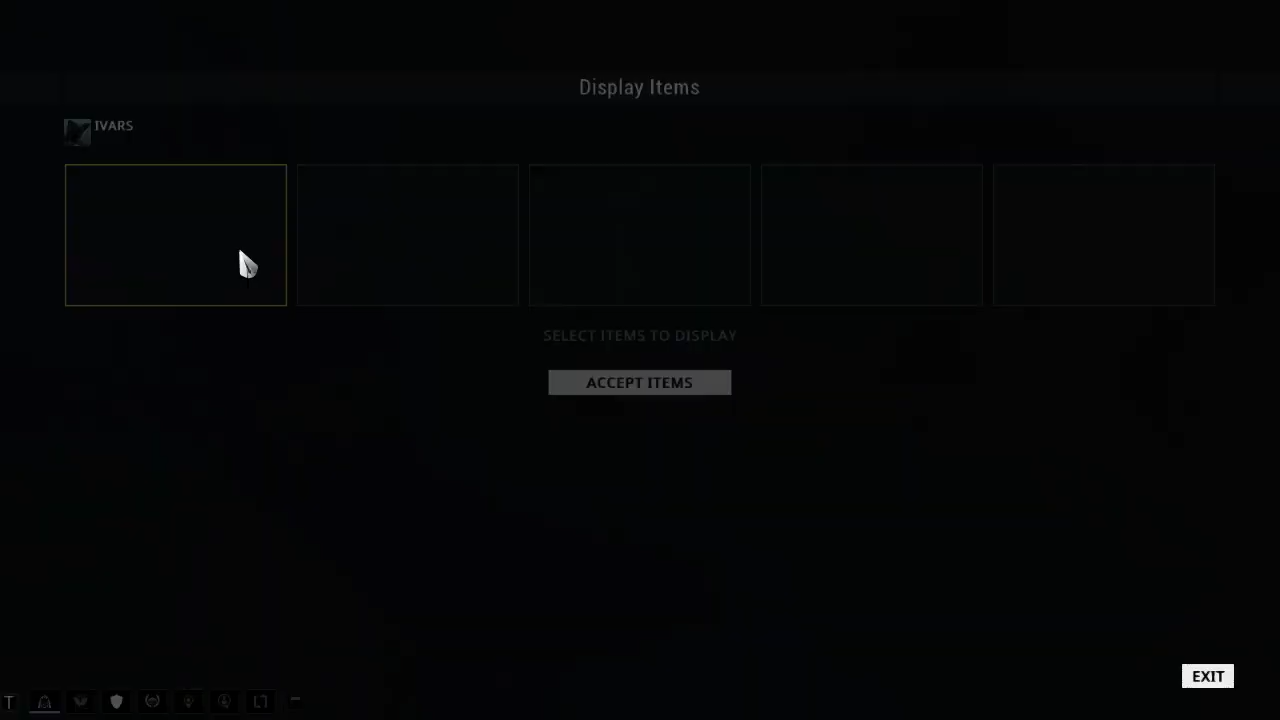 Display Items
IVARS
SELECT ITEMS TO DISPLAY
ACCEPT ITEMS
EXIT
T